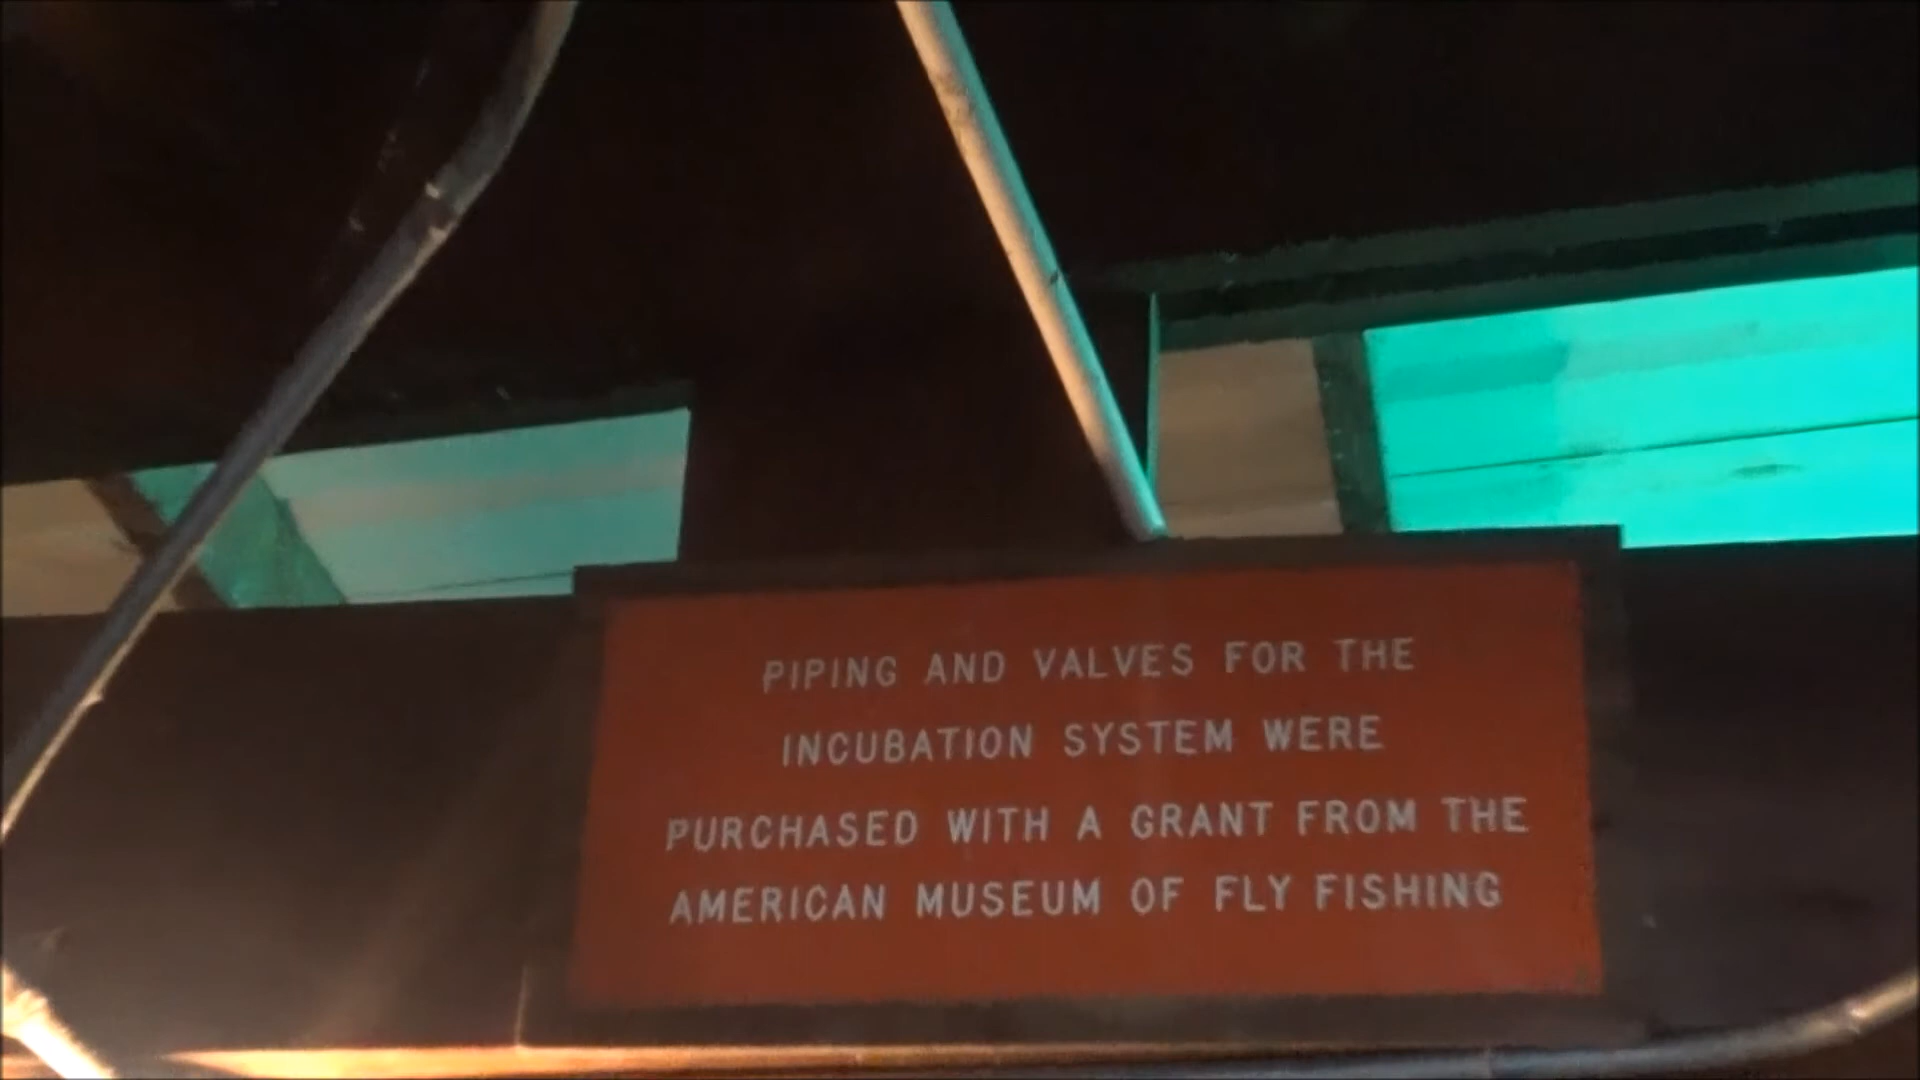 PIPING AND VALVES FOR THE
INCUBATION SYSTEM WERE
PURCHASED WITH A GRANT FROM THE
AMERICAN MUSEUM OF FLY FISHING